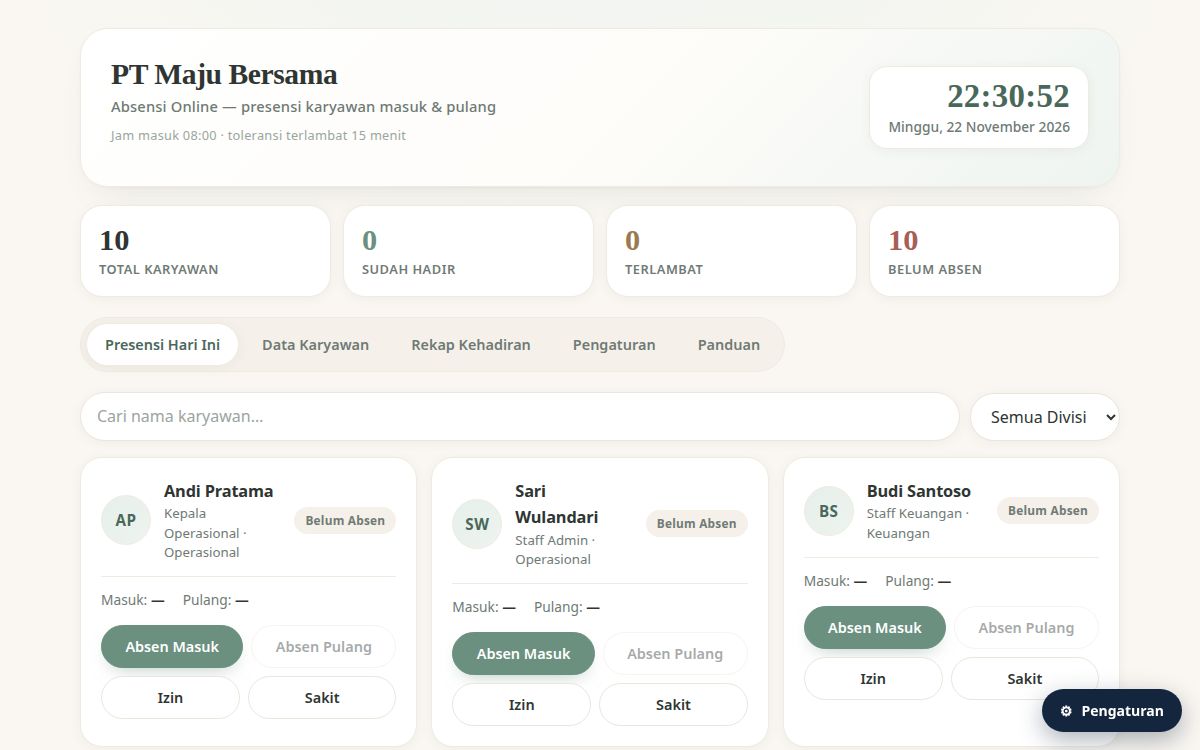 PT Maju Bersama
Absensi Online — presensi karyawan masuk & pulang
Jam masuk 08:00 · toleransi terlambat 15 menit
22:30:52
Minggu, 22 November 2026
10
TOTAL KARYAWAN
0
SUDAH HADIR
0
TERLAMBAT
10
BELUM ABSEN
Presensi Hari Ini
Data Karyawan
Rekap Kehadiran
Pengaturan
Panduan
Cari nama karyawan...
Semua Divisi
AP
Andi Pratama
Kepala
Operasional ·
Operasional
Belum Absen
Masuk: — Pulang: —
Absen Masuk
Absen Pulang
Izin
Sakit
SW
Sari
Wulandari
Staff Admin ·
Operasional
Belum Absen
Masuk: — Pulang: —
Absen Masuk
Absen Pulang
Izin
Sakit
BS
Budi Santoso
Staff Keuangan ·
Keuangan
Belum Absen
Masuk: — Pulang: —
Absen Masuk
Absen Pulang
Izin
Sakit
⚙ Pengaturan